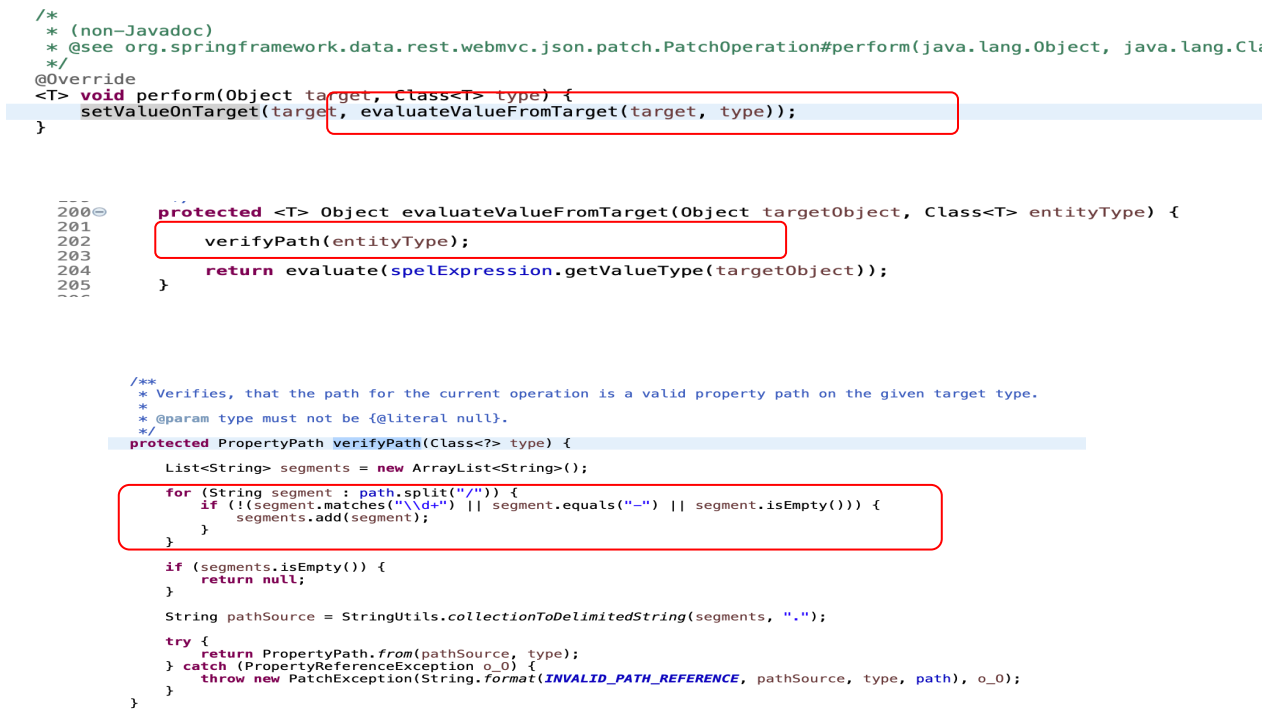 /*
 * (non-Javadoc)
 * @see org.springframework.data.rest.webmvc.json.patch.PatchOperation#perform(java.lang.Object, java.lang.Cla
 */
@Override
<T> void perform(Object target, Class<T> type) {
    setValueOnTarget(target, evaluateValueFromTarget(target, type));
}
200 protected <T> Object evaluateValueFromTarget(Object targetObject, Class<T> entityType) {
201
202     verifyPath(entityType);
203
204     return evaluate(spelExpression.getValueType(targetObject));
205 }
/**
 * Verifies, that the path for the current operation is a valid property path on the given target type.
 *
 * @param type must not be {@literal null}.
 */
protected PropertyPath verifyPath(Class<?> type) {
    List<String> segments = new ArrayList<String>();
    for (String segment : path.split("/")) {
        if (!(segment.matches("\\d+") || segment.equals("-") || segment.isEmpty())) {
            segments.add(segment);
        }
    }
    if (segments.isEmpty()) {
        return null;
    }
    String pathSource = StringUtils.collectionToDelimitedString(segments, ".");
    try {
        return PropertyPath.from(pathSource, type);
    } catch (PropertyReferenceException o_O) {
        throw new PatchException(String.format(INVALID_PATH_REFERENCE, pathSource, type, path), o_O);
    }
}